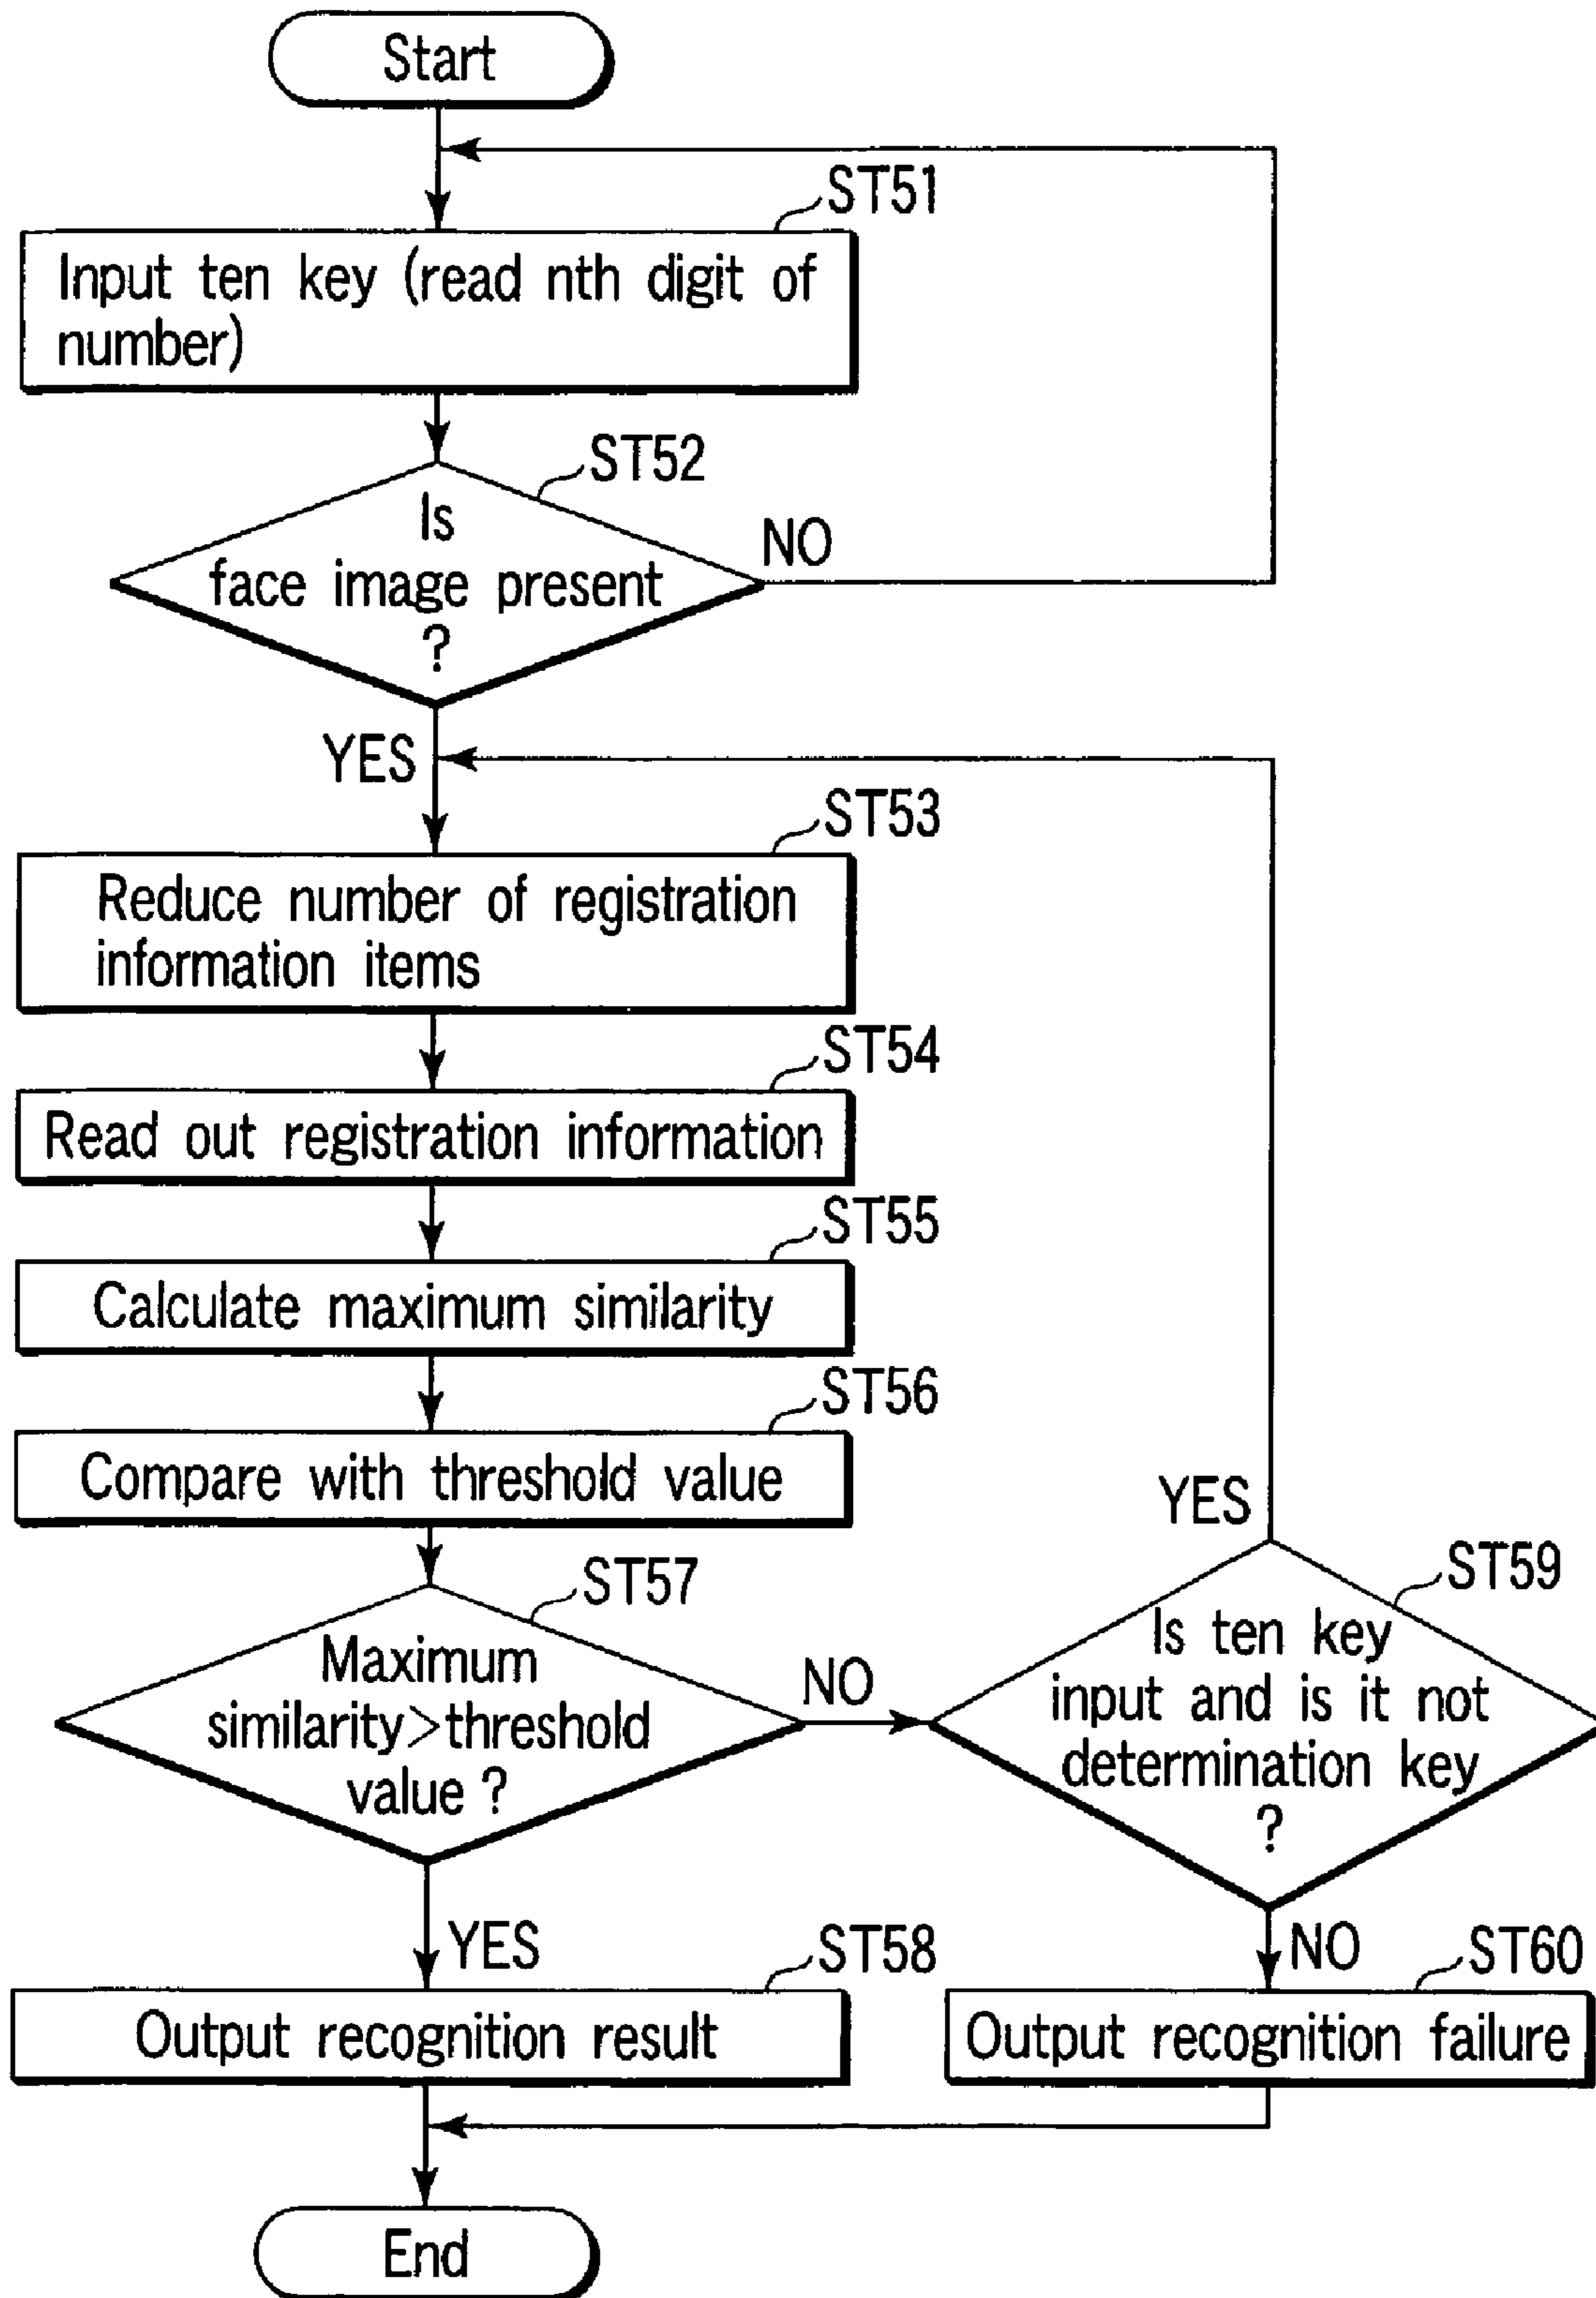 Start
ST51
Input ten key (read nth digit of
number)
ST52
Is
face image present
?
NO
YES
ST53
Reduce number of registration
information items
ST54
Read out registration information
ST55
Calculate maximum similarity
ST56
Compare with threshold value
ST57
Maximum
similarity>threshold
value ?
NO
YES
ST59
Is ten key
input and is it not
determination key
?
YES
ST58
Output recognition result
NO
ST60
Output recognition failure
End